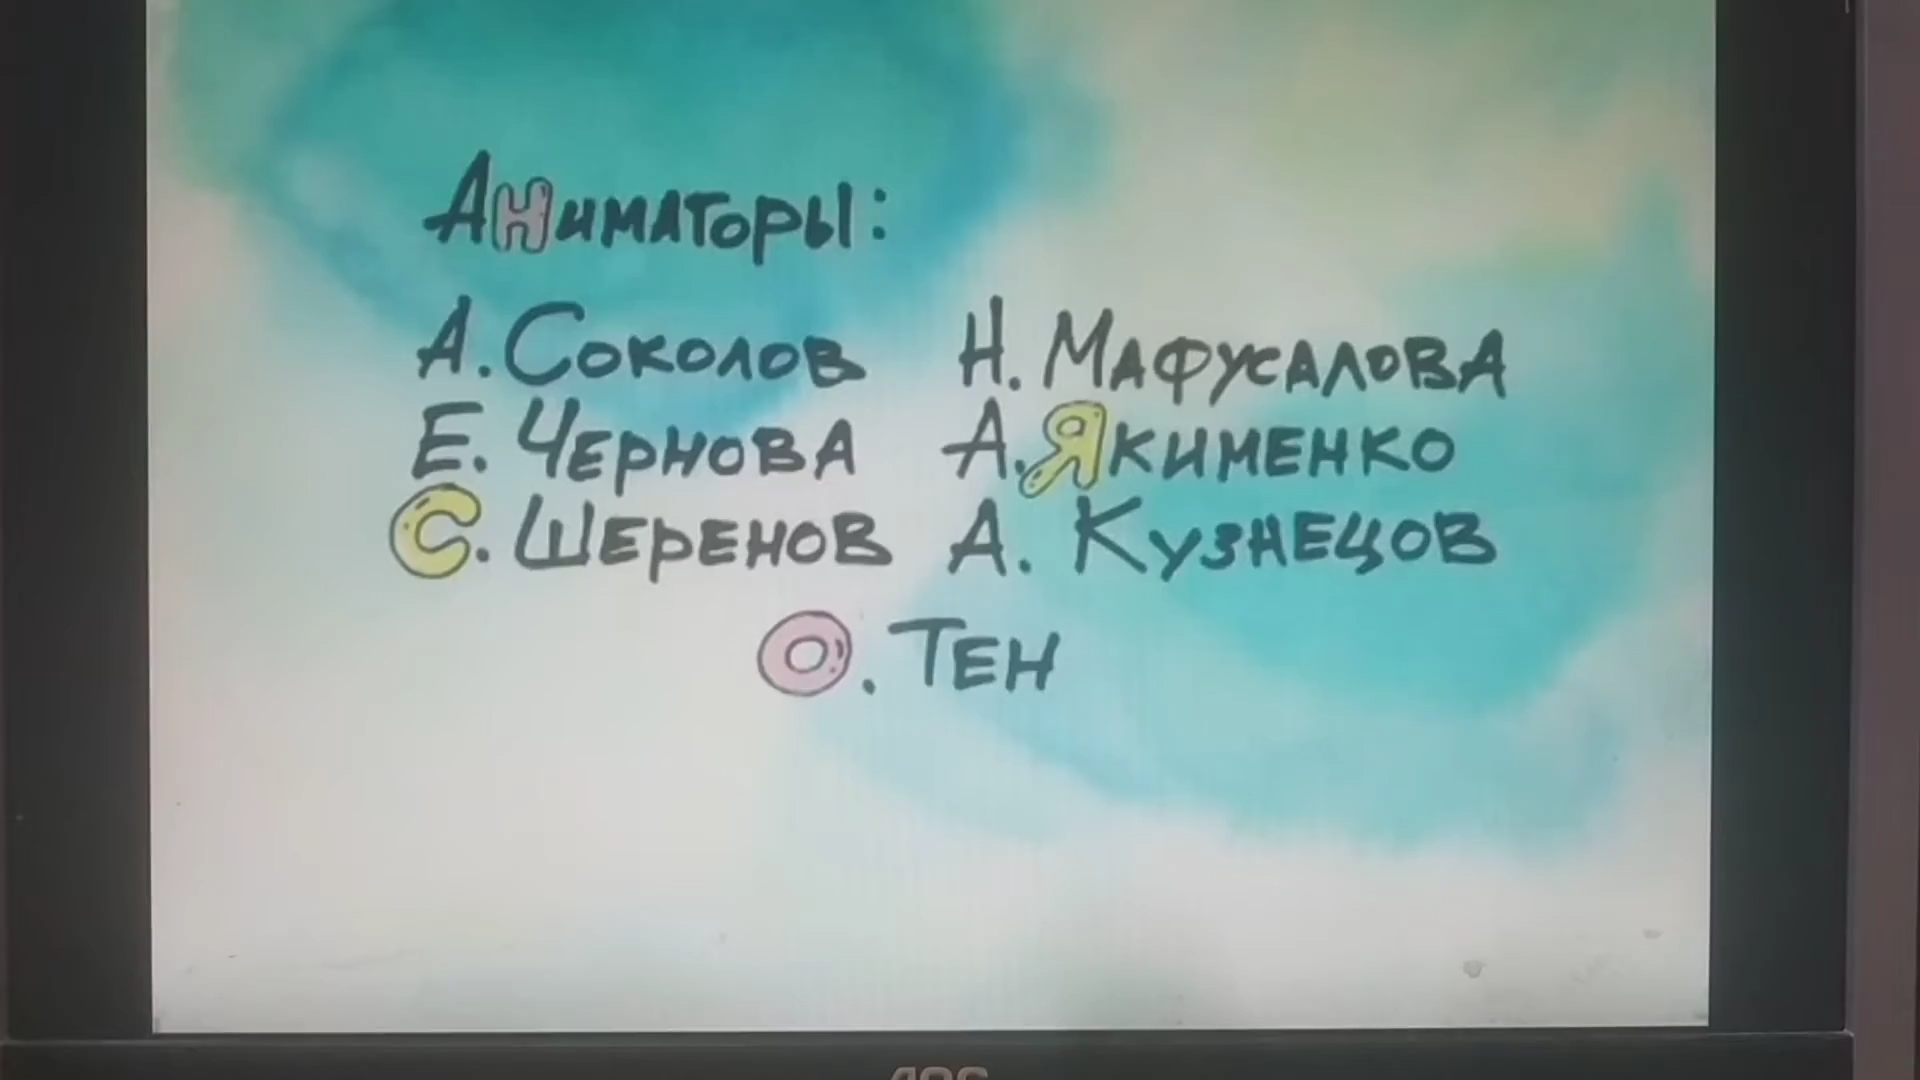 Аниматоры:
А. Соколов Н. Мафусалова
Е. Чернова А. Якименко
С. Шеренов А. Кузнецов
О. Тен